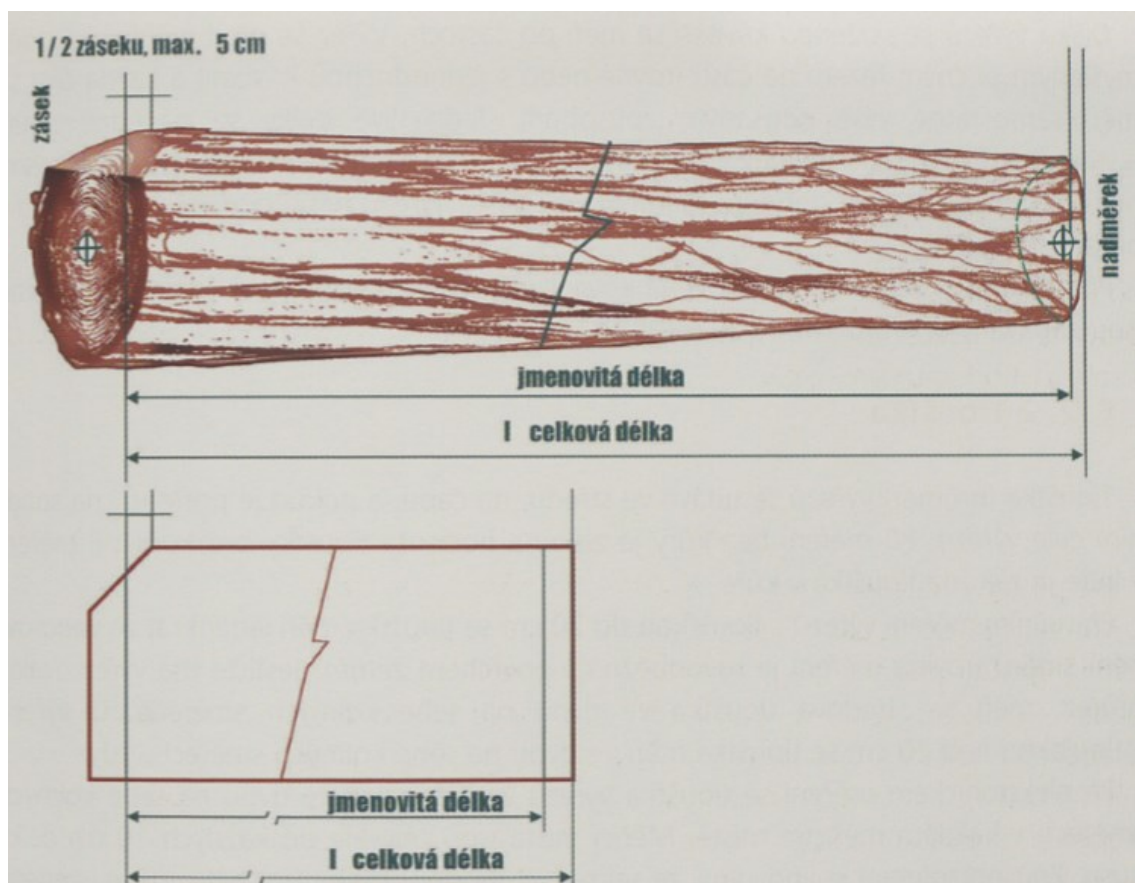 1/2 záseku, max. 5 cm
zásek
nadměrek
jmenovitá délka
l celková délka
jmenovitá délka
l celková délka